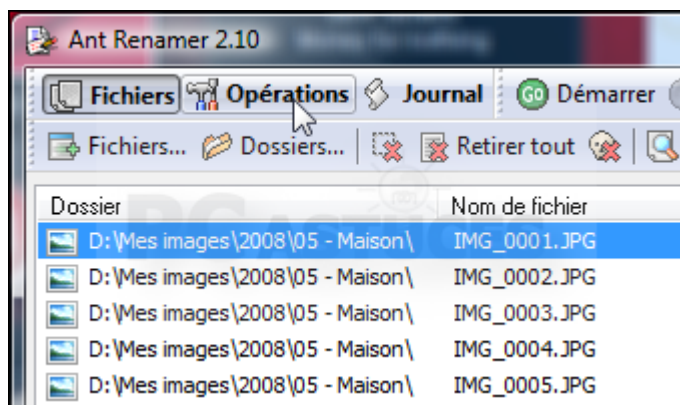 Ant Renamer 2.10
Fichiers Opérations Journal Démarrer
Fichiers... Dossiers... Retirer tout
Dossier Nom de fichier
D:\Mes images\2008\05 - Maison\ IMG_0001.JPG
D:\Mes images\2008\05 - Maison\ IMG_0002.JPG
D:\Mes images\2008\05 - Maison\ IMG_0003.JPG
D:\Mes images\2008\05 - Maison\ IMG_0004.JPG
D:\Mes images\2008\05 - Maison\ IMG_0005.JPG
PC ASTUCES